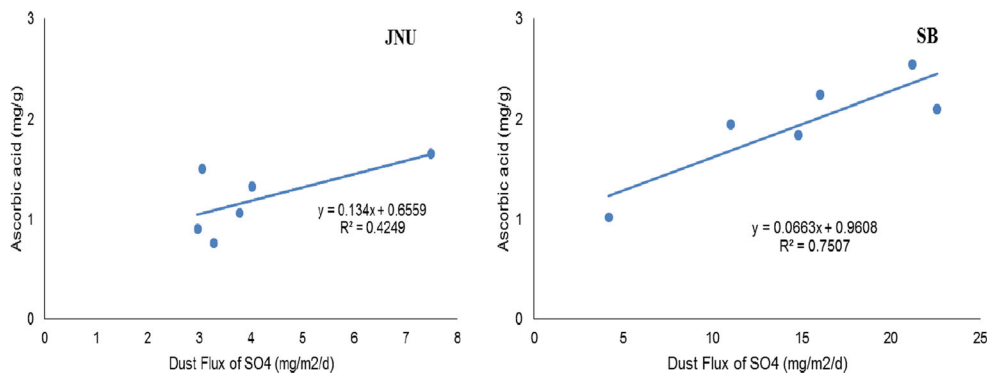 JNU
Ascorbic acid (mg/g)
3
2
1
0
y = 0.134x + 0.6559
R² = 0.4249
0 1 2 3 4 5 6 7 8
Dust Flux of SO4 (mg/m2/d)
SB
Ascorbic acid (mg/g)
3
2
1
0
y = 0.0663x + 0.9608
R² = 0.7507
0 5 10 15 20 25
Dust Flux of SO4 (mg/m2/d)